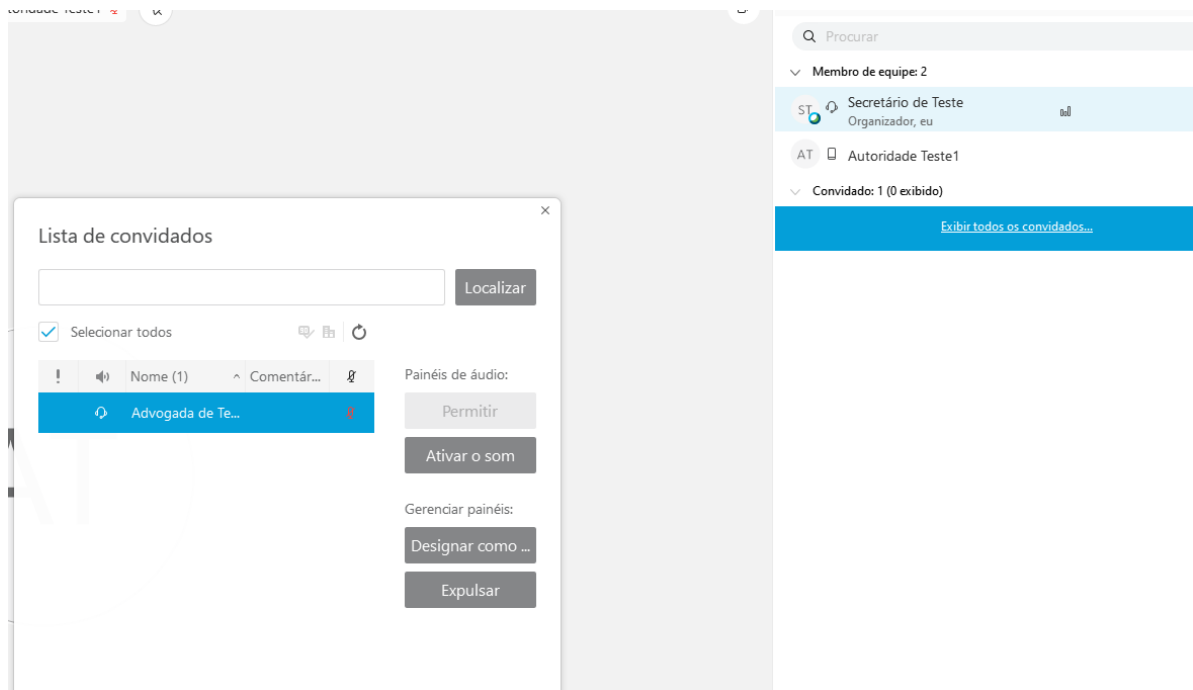 Procurar
Membro de equipe: 2
ST
Secretário de Teste
Organizador, eu
AT
Autoridade Teste1
Convidado: 1 (0 exibido)
Exibir todos os convidados...
Lista de convidados
Localizar
Selecionar todos
! Nome (1) Comentár...
Advogada de Te...
Painéis de áudio:
Permitir
Ativar o som
Gerenciar painéis:
Designar como ...
Expulsar